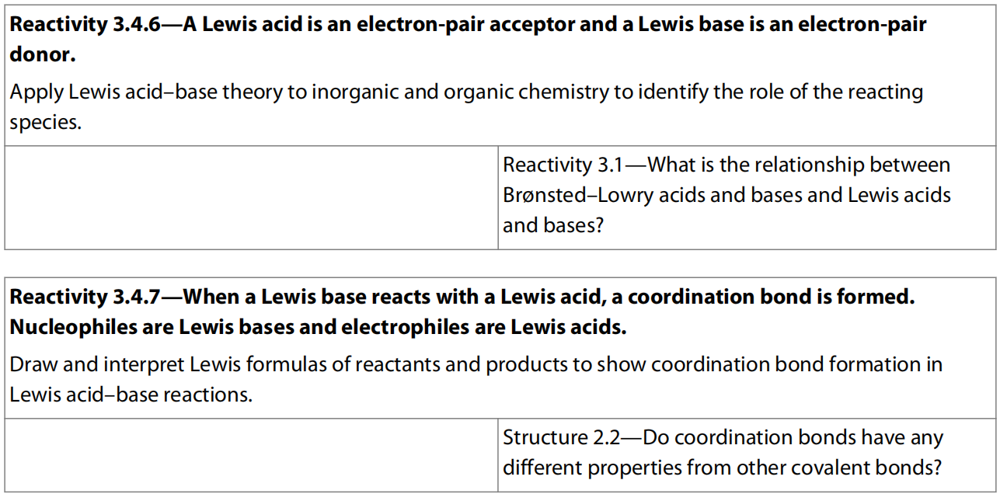 Reactivity 3.4.6—A Lewis acid is an electron-pair acceptor and a Lewis base is an electron-pair
donor.
Apply Lewis acid–base theory to inorganic and organic chemistry to identify the role of the reacting
species.
Reactivity 3.1—What is the relationship between
Brønsted–Lowry acids and bases and Lewis acids
and bases?
Reactivity 3.4.7—When a Lewis base reacts with a Lewis acid, a coordination bond is formed.
Nucleophiles are Lewis bases and electrophiles are Lewis acids.
Draw and interpret Lewis formulas of reactants and products to show coordination bond formation in
Lewis acid–base reactions.
Structure 2.2—Do coordination bonds have any
different properties from other covalent bonds?